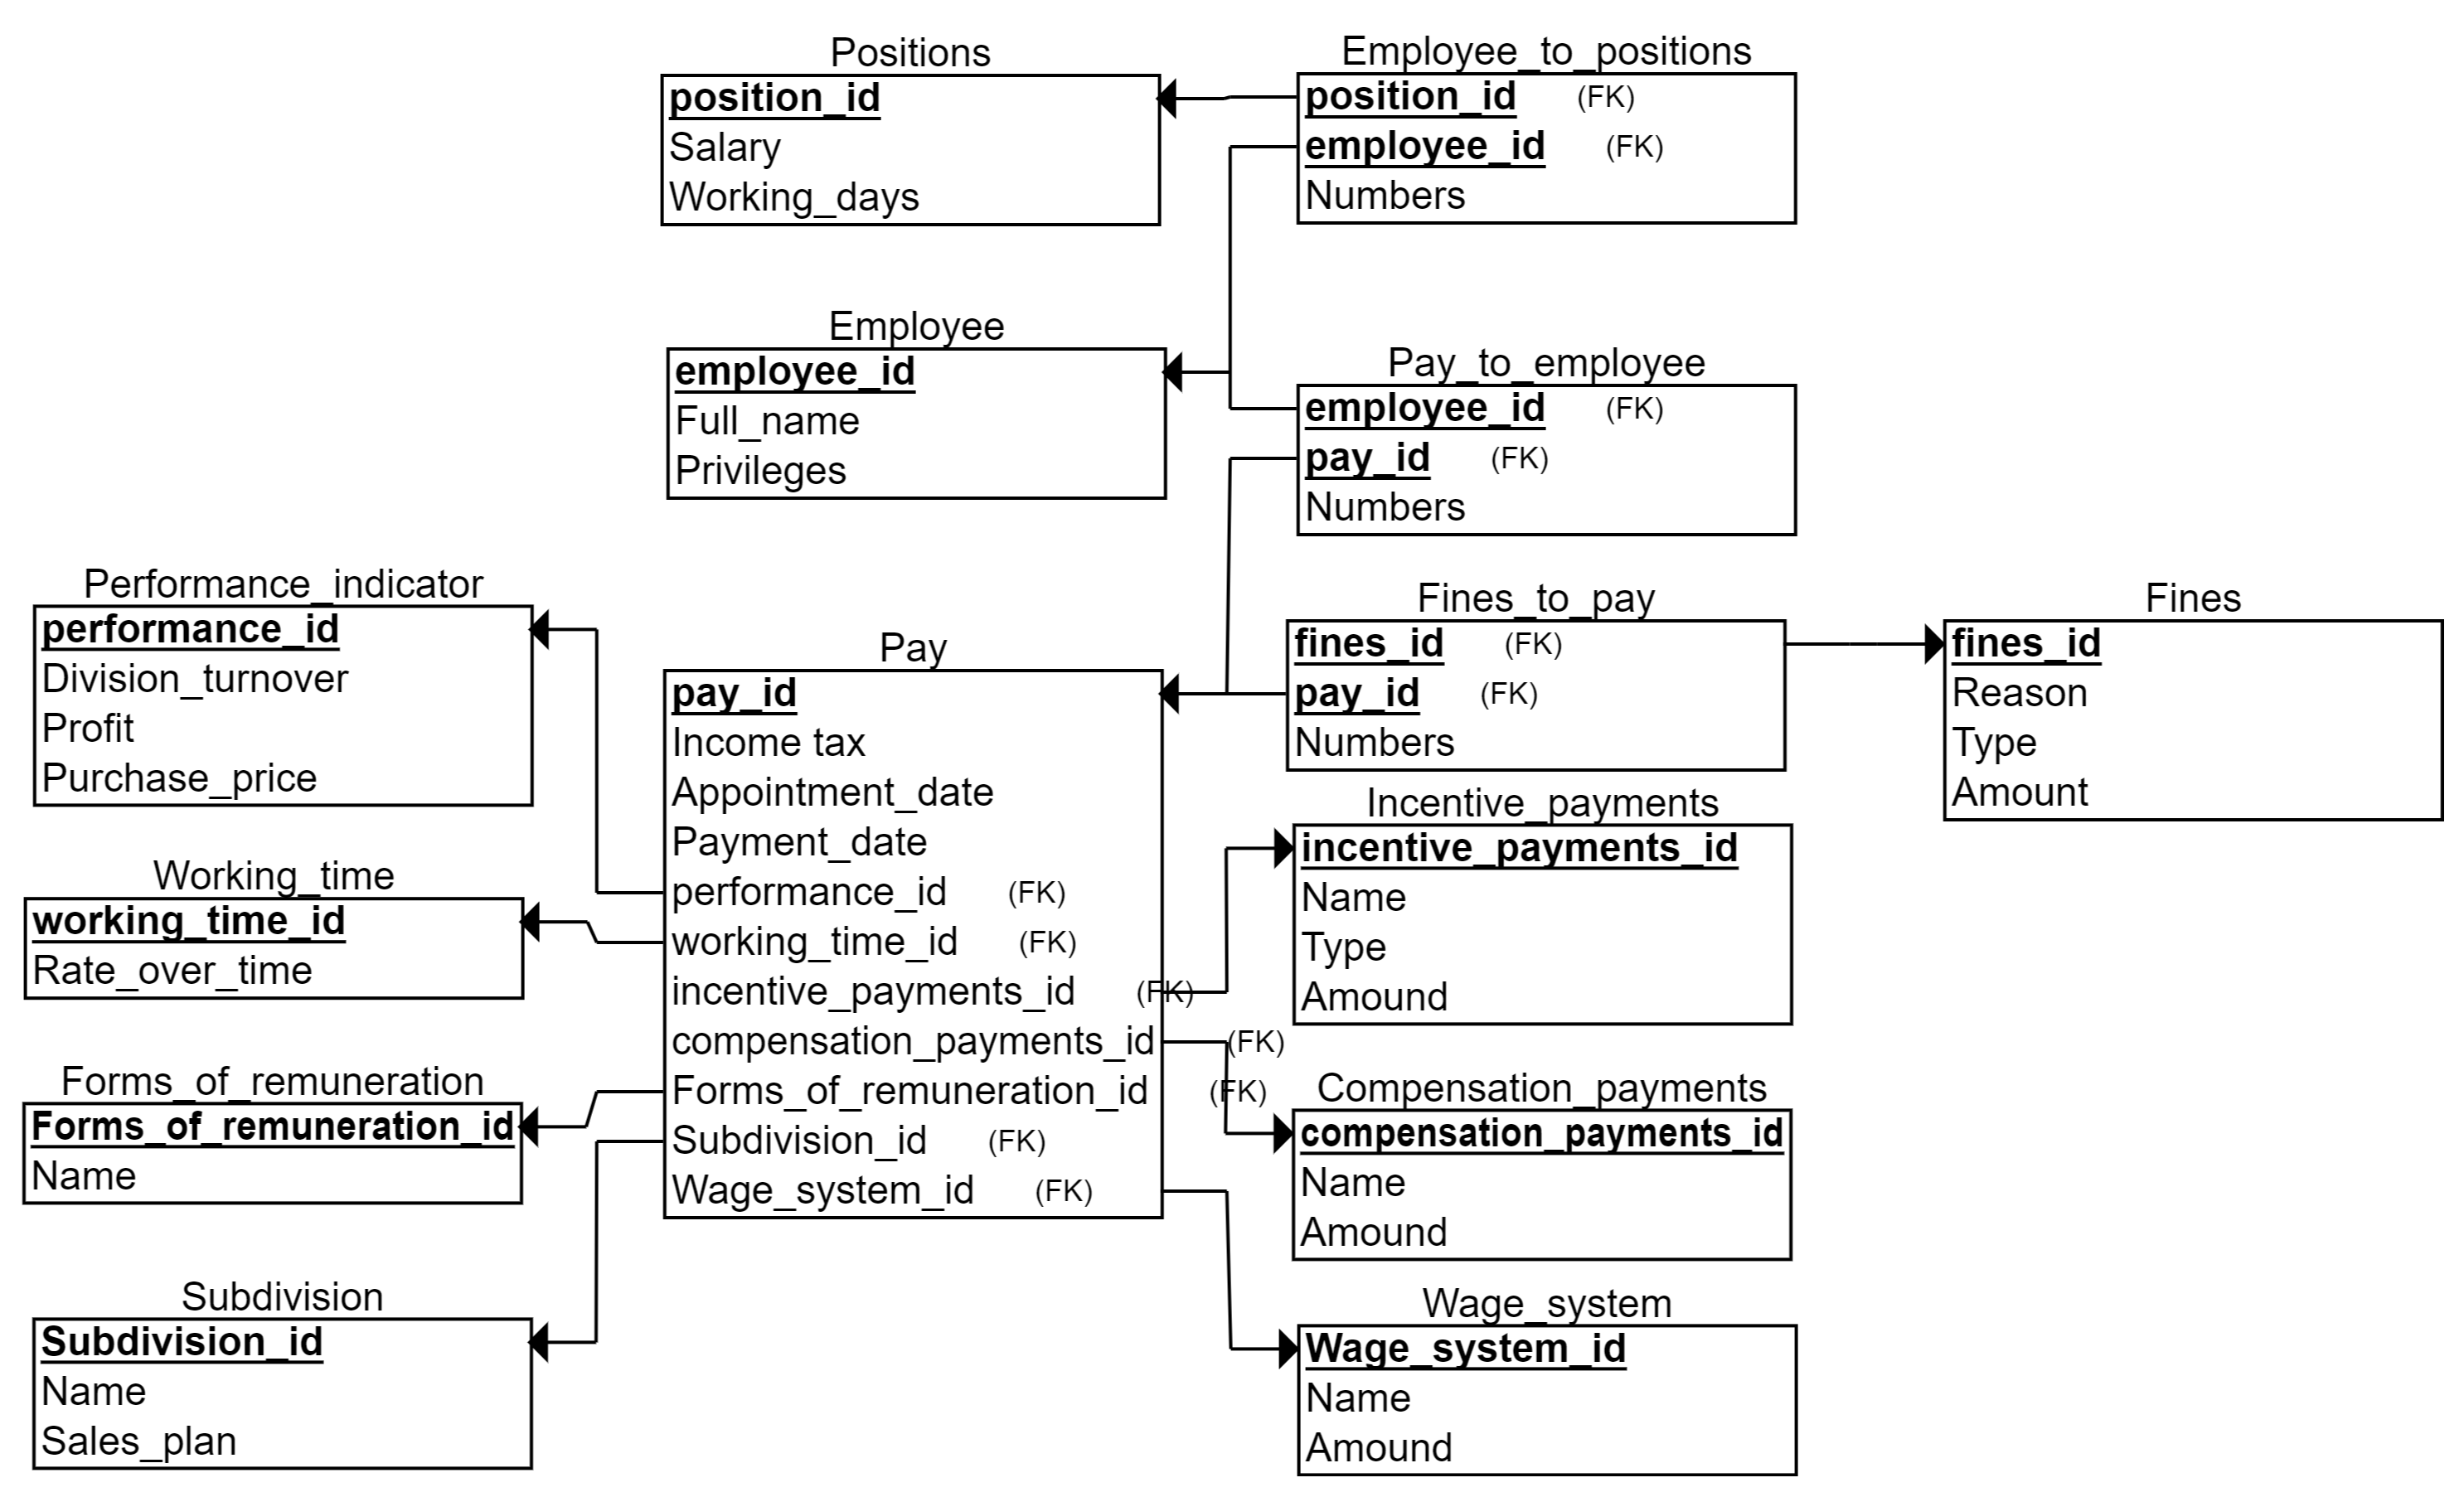 Positions
position_id
Salary
Working_days
Employee_to_positions
position_id (FK)
employee_id (FK)
Numbers
Employee
employee_id
Full_name
Privileges
Pay_to_employee
employee_id (FK)
pay_id (FK)
Numbers
Performance_indicator
performance_id
Division_turnover
Profit
Purchase_price
Pay
pay_id
Income tax
Appointment_date
Payment_date
performance_id (FK)
working_time_id (FK)
incentive_payments_id (FK)
compensation_payments_id (FK)
Forms_of_remuneration_id (FK)
Subdivision_id (FK)
Wage_system_id (FK)
Fines_to_pay
fines_id (FK)
pay_id (FK)
Numbers
Fines
fines_id
Reason
Type
Amount
Incentive_payments
incentive_payments_id
Name
Type
Amound
Working_time
working_time_id
Rate_over_time
Forms_of_remuneration
Forms_of_remuneration_id
Name
Compensation_payments
compensation_payments_id
Name
Amound
Subdivision
Subdivision_id
Name
Sales_plan
Wage_system
Wage_system_id
Name
Amound